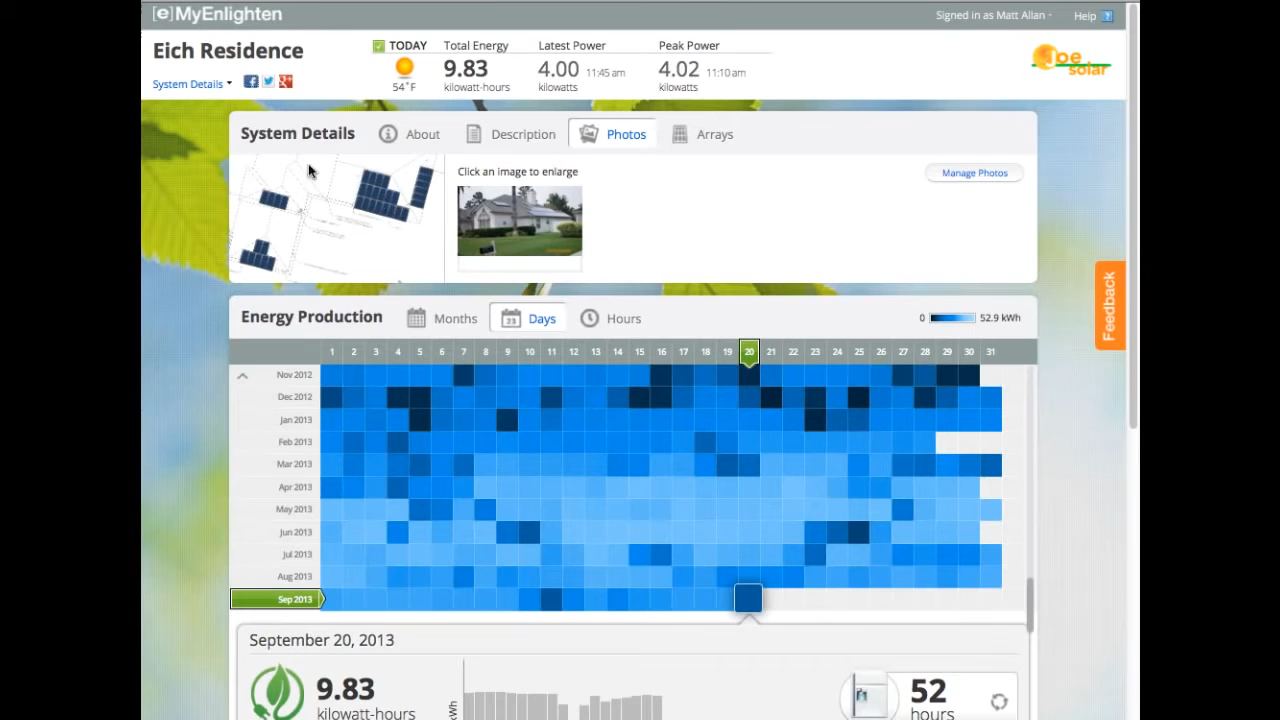 [e]MyEnlighten
Signed in as Matt Allan
Help ?
Eich Residence
System Details
TODAY
54°F
Total Energy
9.83
kilowatt-hours
Latest Power
4.00 11:45 am
kilowatts
Peak Power
4.02 11:10 am
kilowatts
solar
System Details About Description Photos Arrays
Click an image to enlarge
Manage Photos
Feedback
Energy Production Months 23 Days Hours 0 52.9 kWh
1 2 3 4 5 6 7 8 9 10 11 12 13 14 15 16 17 18 19 20 21 22 23 24 25 26 27 28 29 30 31
Nov 2012
Dec 2012
Jan 2013
Feb 2013
Mar 2013
Apr 2013
May 2013
Jun 2013
Jul 2013
Aug 2013
Sep 2013
September 20, 2013
9.83
kilowatt-hours
kWh
52
hours